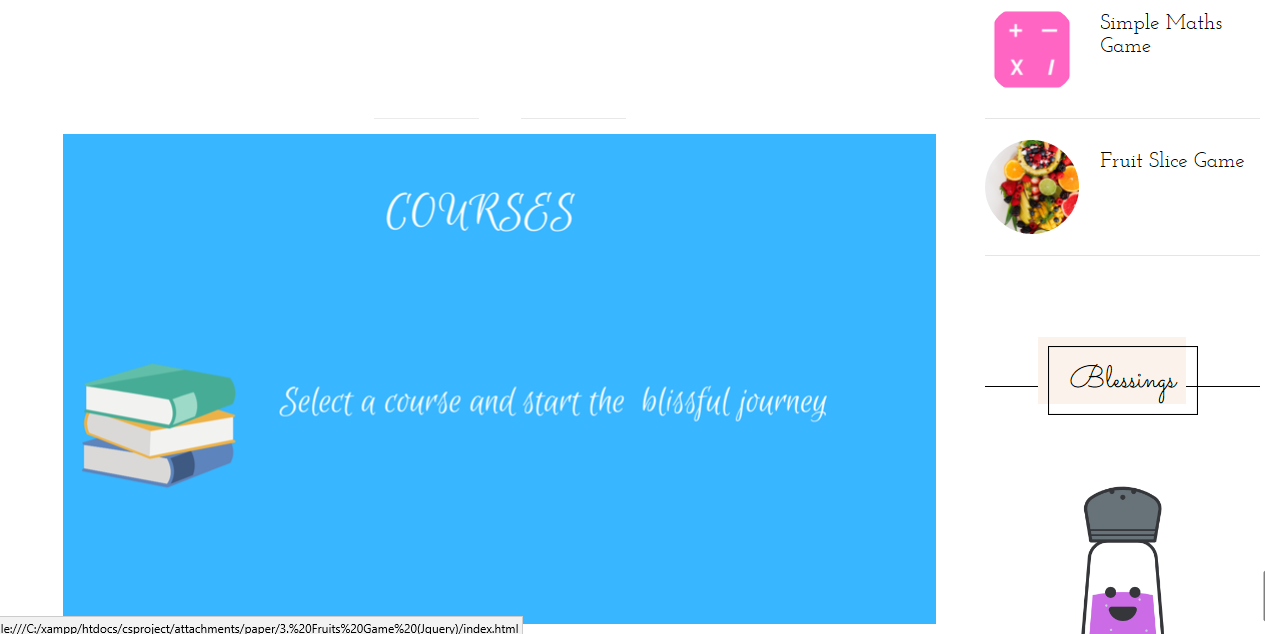 Simple Maths
Game
Fruit Slice Game
COURSES
Select a course and start the blissful journey
Blessings
le:///C:/xampp/htdocs/csproject/attachments/paper/3.%20Fruits%20Game%20(Jquery)/index.html